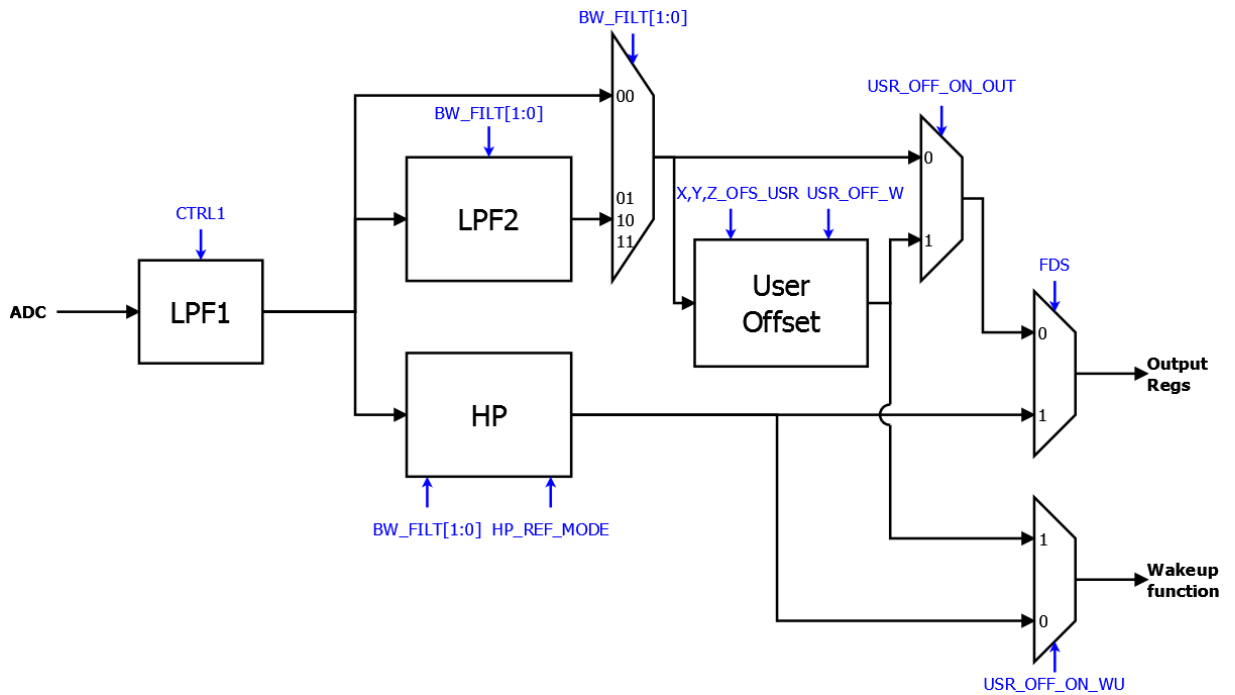 BW_FILT[1:0]
USR_OFF_ON_OUT
00
BW_FILT[1:0]
0
X,Y,Z_OFS_USR USR_OFF_W
01
10
11
CTRL1
LPF2
1
FDS
User
Offset
ADC
LPF1
0
Output
Regs
HP
1
BW_FILT[1:0] HP_REF_MODE
1
Wakeup
function
0
USR_OFF_ON_WU